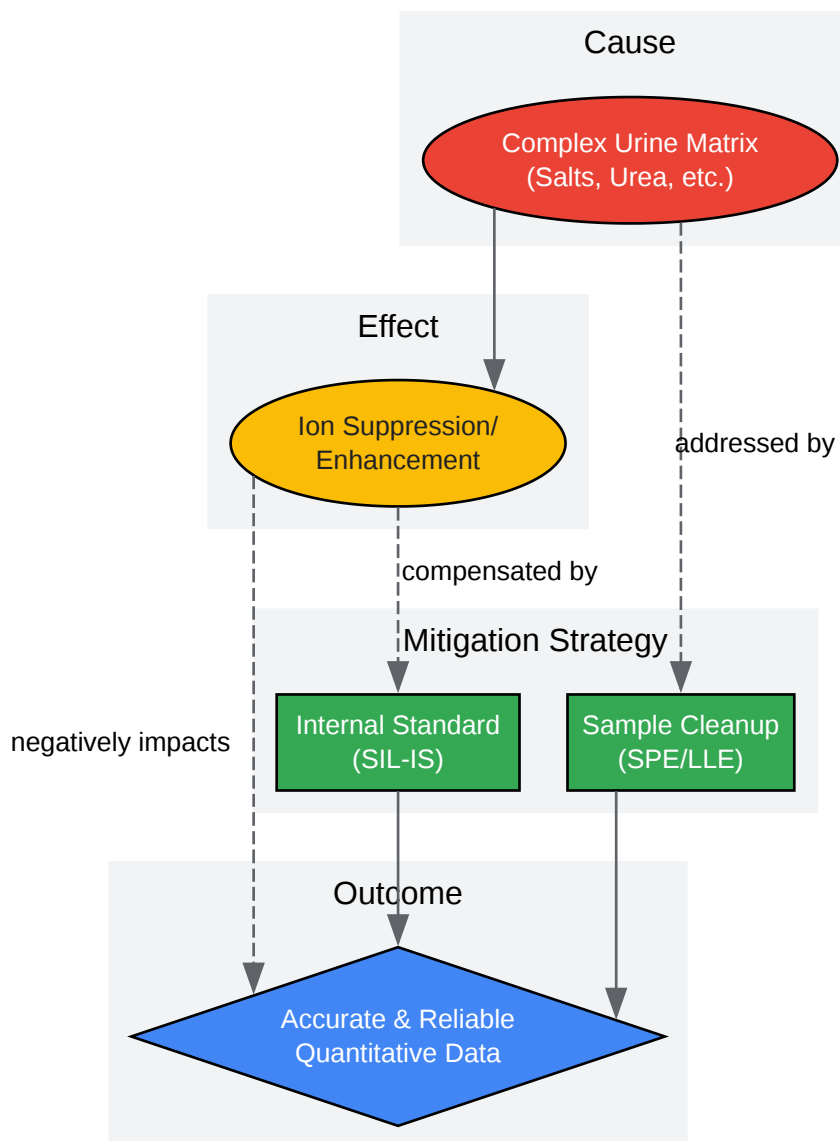 Cause
Complex Urine Matrix
(Salts, Urea, etc.)
Effect
Ion Suppression/
Enhancement
addressed by
compensated by
Mitigation Strategy
Internal Standard
(SIL-IS)
Sample Cleanup
(SPE/LLE)
negatively impacts
Outcome
Accurate & Reliable
Quantitative Data